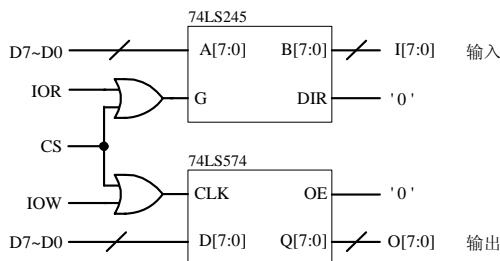 74LS245
D7~D0 A[7:0] B[7:0] I[7:0] 输入
IOR G DIR '0'
CS
74LS574
IOW CLK OE '0'
D7~D0 D[7:0] Q[7:0] O[7:0] 输出